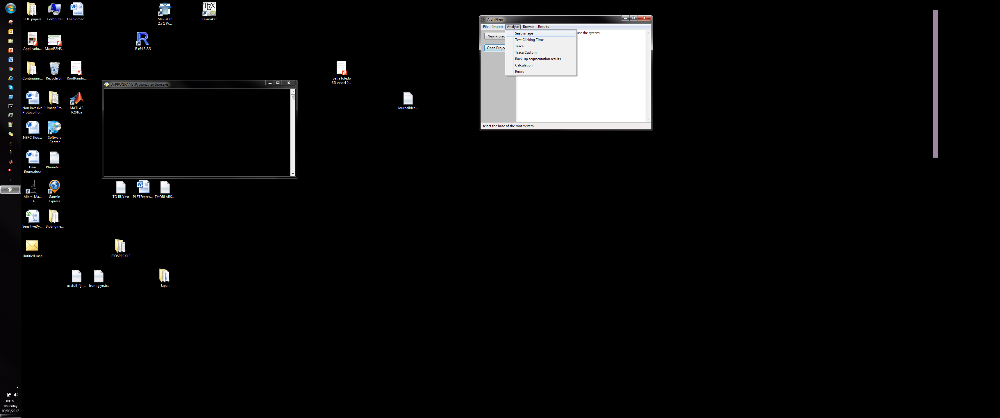 SHG papers
Computer
Thebiomec...
MeVisLab
2.7.1 (V...
TEX
Texmaker
Applicatio...
MaudSENS...
R x64 3.2.3
Continuum...
Recycle Bin
RootRando...
petia toledo
3D vessel 0...
Non invasive
Protocol fo...
IUmagePro...
MATLAB
R2016a
JournalIdea...
NERC_floo...
Software
Center
Dear
Bruno.docx
PhoneNu...
Micro-Ma...
1.4
Garmin
Express
TO BUY.txt
PLSTExpres...
THORLABS....
SensitiveDy...
BioEngine...
Untitled.msg
BIOSPECKLE
usefull_fiji_...
from glyn.txt
Japan
D:\PROGRAMS\Python27\python.exe
ArchiPhen
File Import Analyse Browse Results
New Projec
Open Projec
Seed image
Test Clicking Time
Trace
Trace Custom
Back-up segmentation results
Calculation
Errors
use the system:
select the base of the root system
09:09
Thursday
09/03/2017